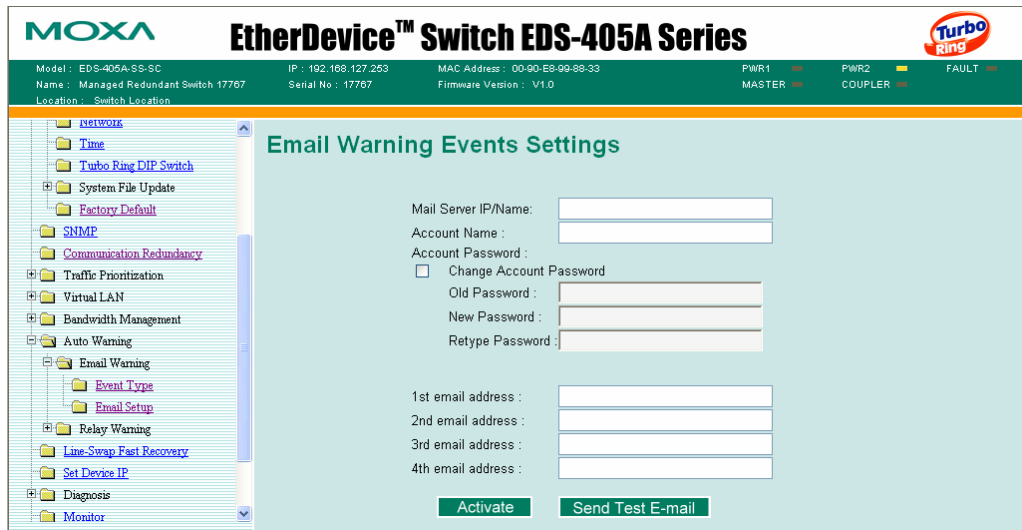 MOXA
EtherDevice™ Switch EDS-405A Series
Turbo Ring
Model : EDS-405A-SS-SC
IP : 192.168.127.253
MAC Address : 00-90-E8-99-88-33
PWR1
PWR2
FAULT
Name : Managed Redundant Switch 17767
Serial No : 17767
Firmware Version : V1.0
MASTER
COUPLER
Location : Switch Location
Network
Time
Turbo Ring DIP Switch
System File Update
Factory Default
SNMP
Communication Redundancy
Traffic Prioritization
Virtual LAN
Bandwidth Management
Auto Warning
Email Warning
Event Type
Email Setup
Relay Warning
Line-Swap Fast Recovery
Set Device IP
Diagnosis
Monitor
Email Warning Events Settings
Mail Server IP/Name:
Account Name :
Account Password :
Change Account Password
Old Password :
New Password :
Retype Password :
1st email address :
2nd email address :
3rd email address :
4th email address :
Activate
Send Test E-mail